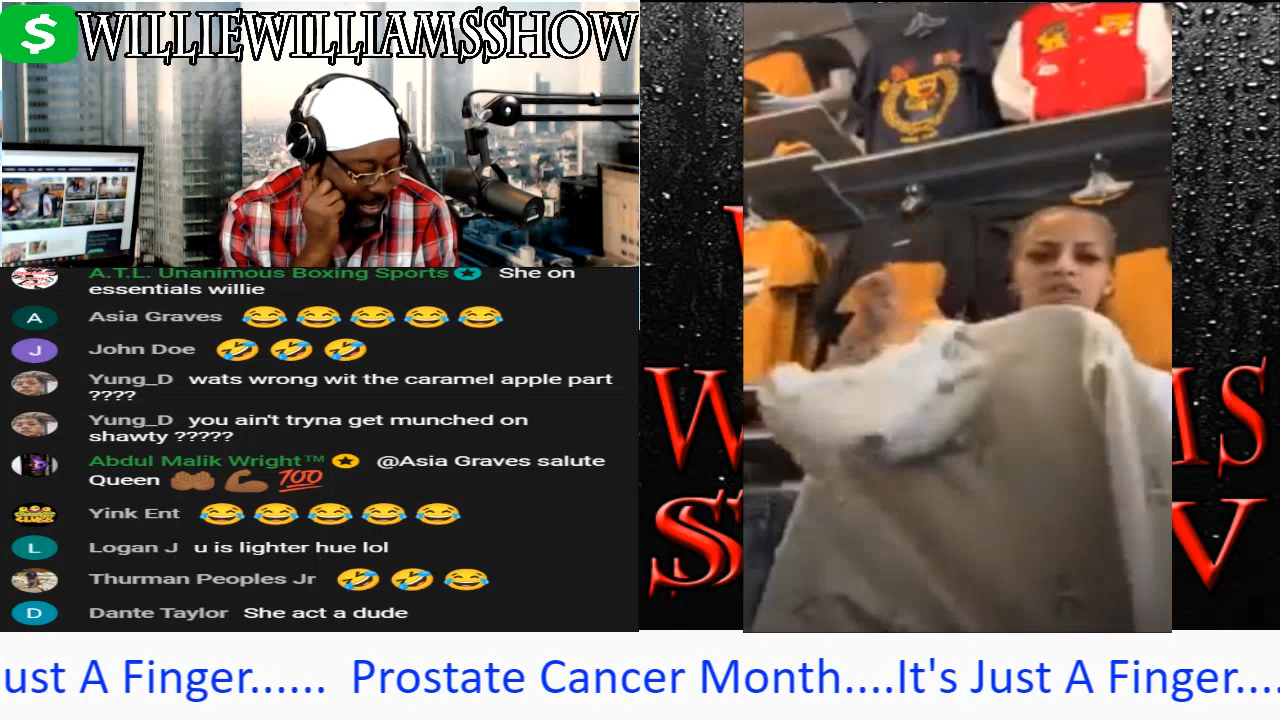 $ WILLIEWILLIAMSSHOW
A.T.L. Unanimous Boxing Sports She on
essentials willie
Asia Graves 😂😂😂😂😂
A
John Doe 🤣🤣🤣
J
Yung_D wats wrong wit the caramel apple part
????
Yung_D you ain't tryna get munched on
shawty ?????
Abdul Malik Wright™ @Asia Graves salute
Queen 🤲🏾 💪🏾 💯
Yink Ent 😂😂😂😂😂
L
Logan J u is lighter hue lol
Thurman Peoples Jr 🤣🤣😂
D
Dante Taylor She act a dude
ust A Finger...... Prostate Cancer Month....It's Just A Finger....